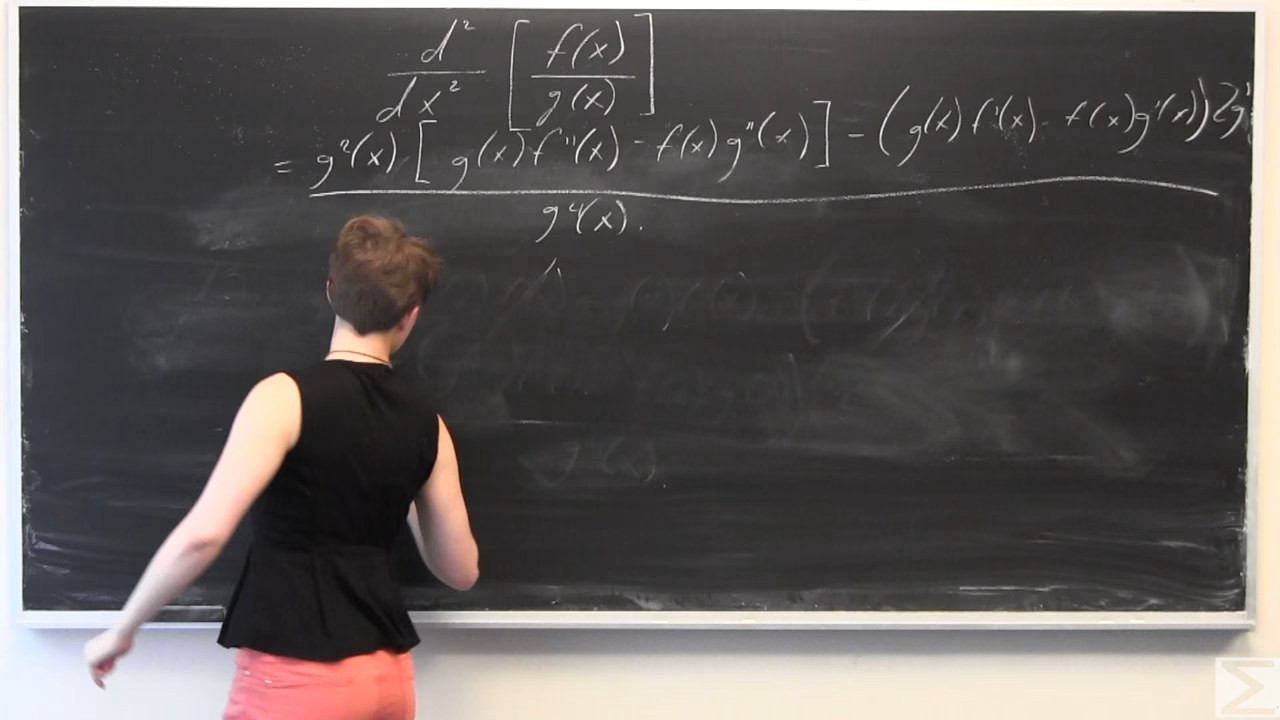 d²/dx² [f(x)/g(x)]
= g²(x) [g(x)f''(x) - f(x)g''(x)] - (g(x)f'(x) - f(x)g'(x))2g'
g⁴(x).